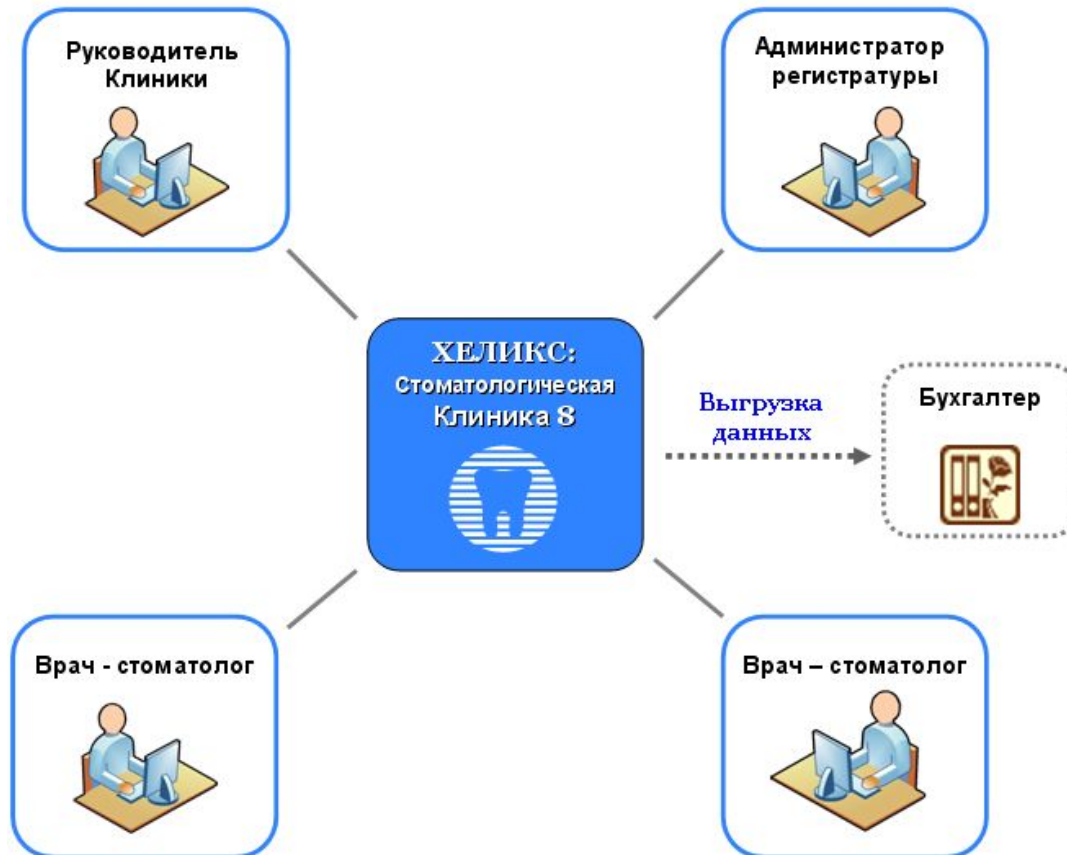 Руководитель
Клиники
Администратор
регистратуры
ХЕЛИКС:
Стоматологическая
Клиника 8
Выгрузка
данных
Бухгалтер
Врач - стоматолог
Врач – стоматолог